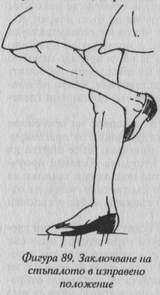 Фигура 89. Заключване на
стъпалото в изправено
положение